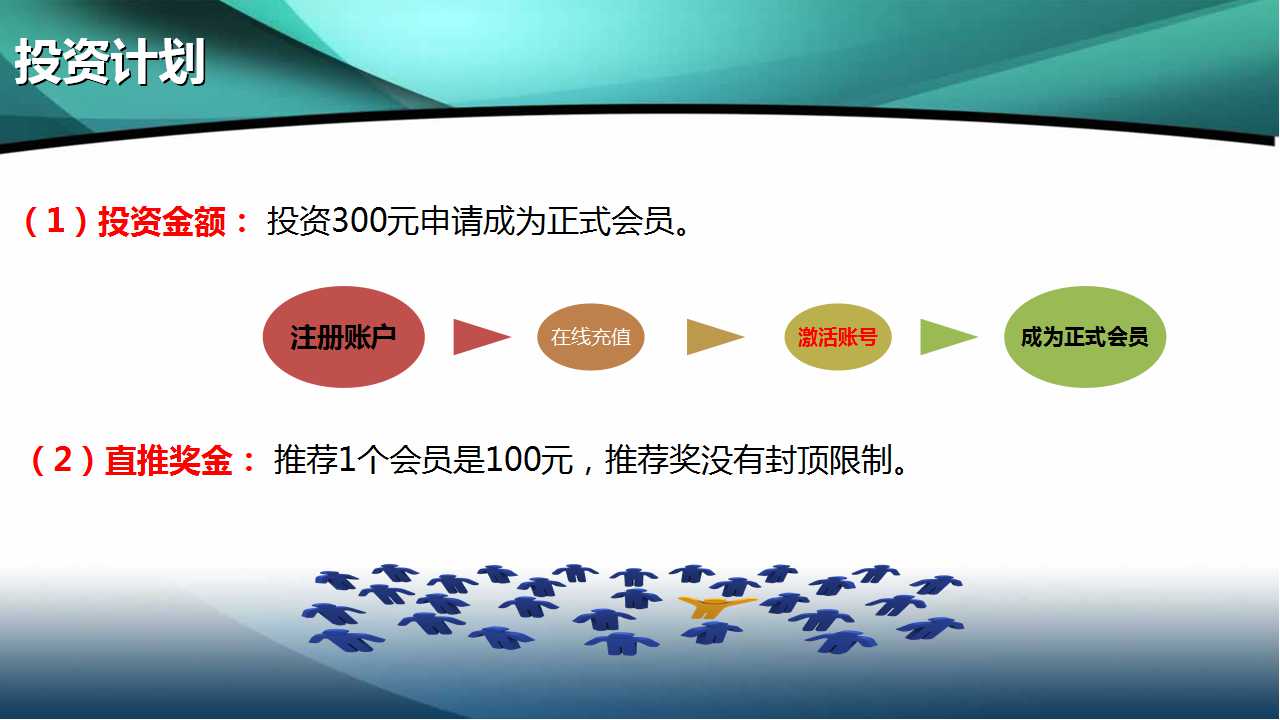 投资计划
（1）投资金额： 投资300元申请成为正式会员。
注册账户 在线充值 激活账号 成为正式会员
（2）直推奖金： 推荐1个会员是100元，推荐奖没有封顶限制。